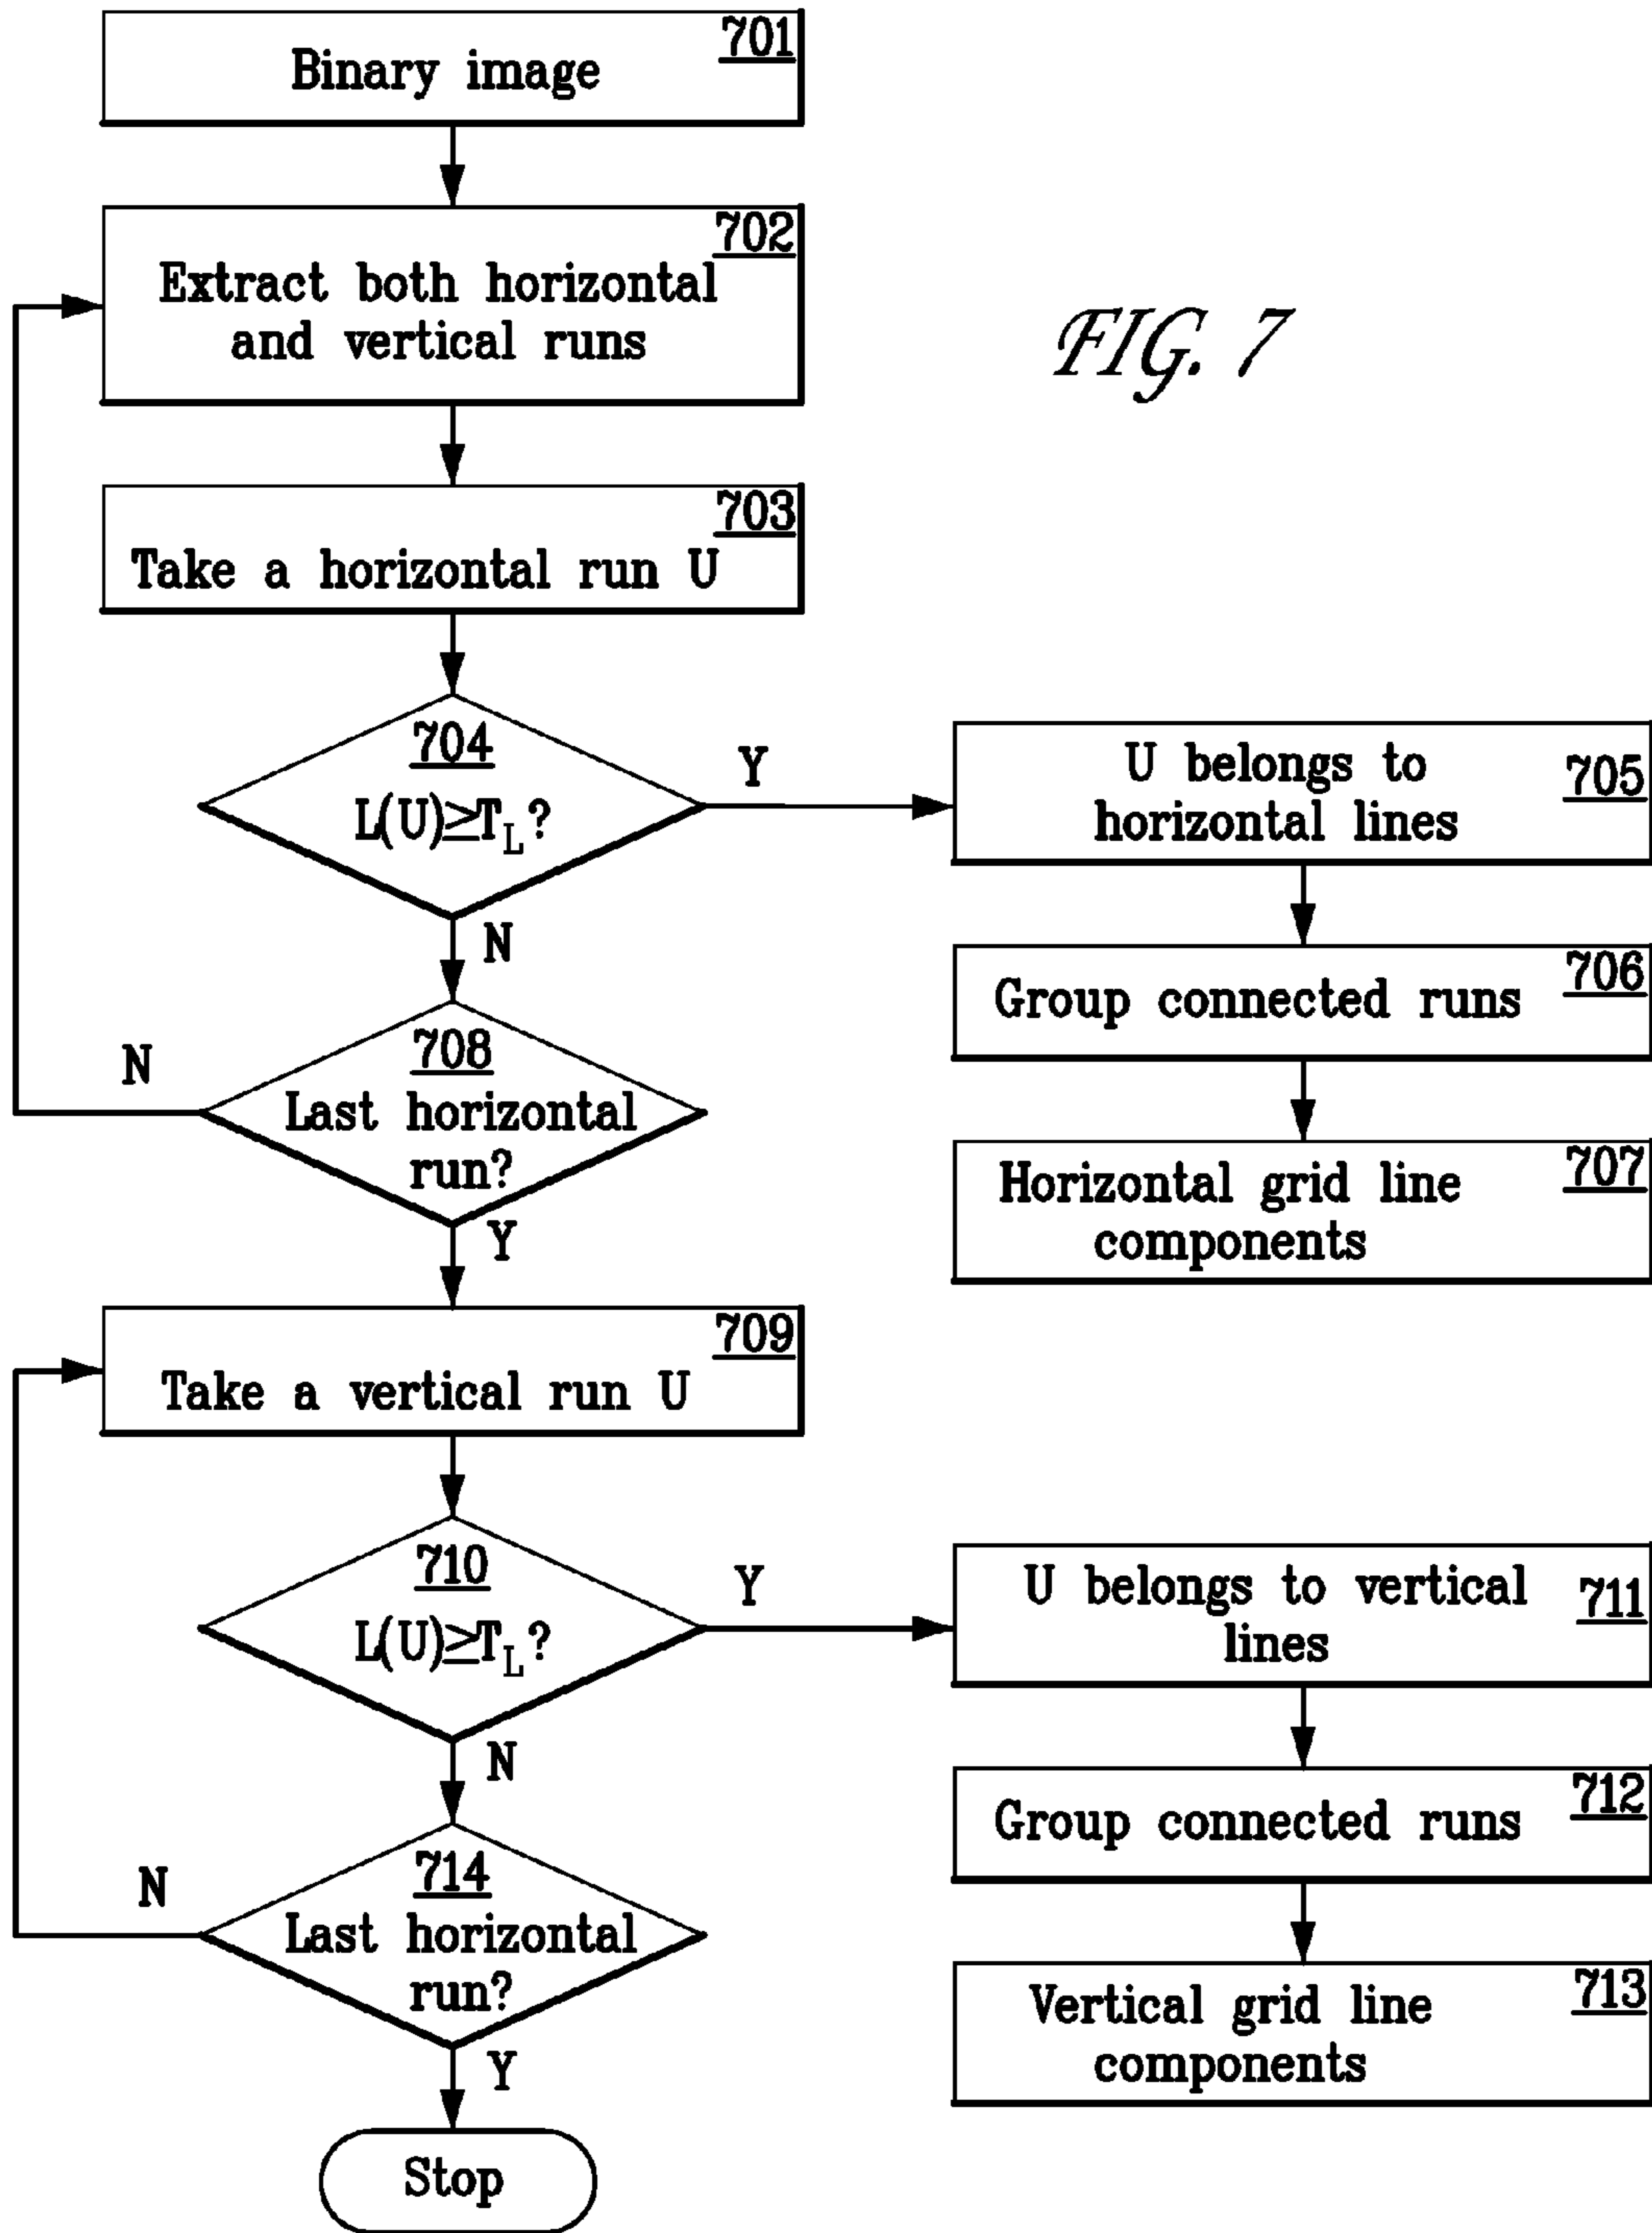 701
Binary image
702
Extract both horizontal
and vertical runs
FIG. 7
703
Take a horizontal run U
704
L(U)≥T_L?
Y
N
U belongs to
horizontal lines
705
Group connected runs
706
Horizontal grid line
components
707
708
Last horizontal
run?
N
Y
709
Take a vertical run U
710
L(U)≥T_L?
Y
N
U belongs to vertical
lines
711
Group connected runs
712
Vertical grid line
components
713
714
Last horizontal
run?
N
Y
Stop